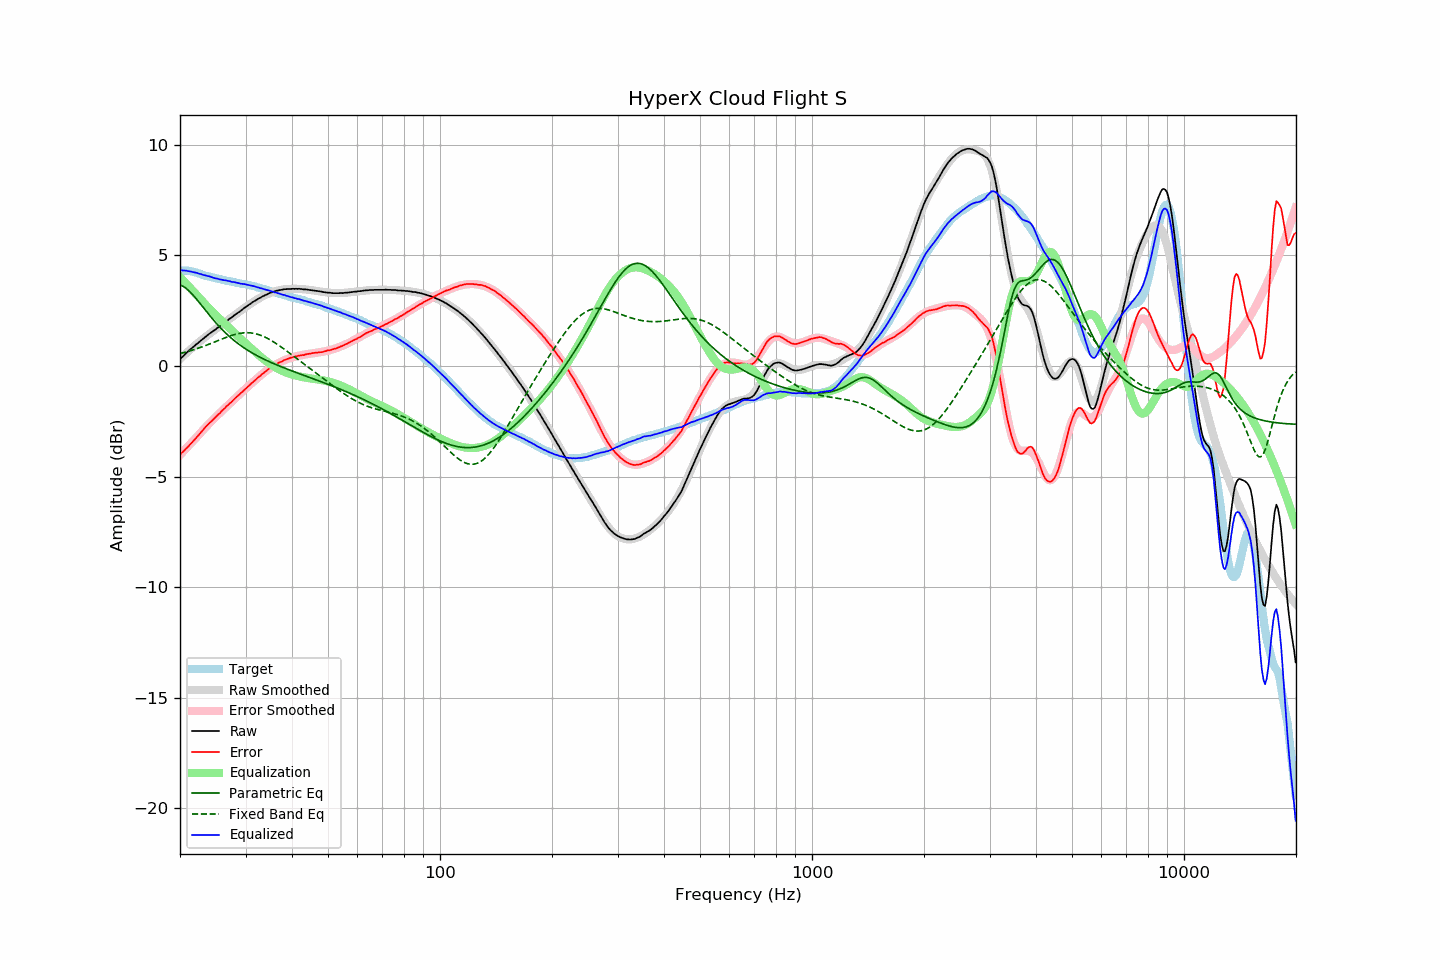 HyperX Cloud Flight S
10
5
0
−5
−10
−15
−20
Amplitude (dBr)
Target
Raw Smoothed
Error Smoothed
Raw
Error
Equalization
Parametric Eq
Fixed Band Eq
Equalized
100
1000
10000
Frequency (Hz)